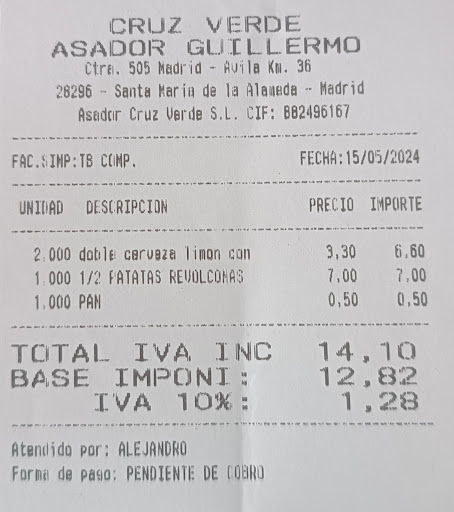 CRUZ VERDE
ASADOR GUILLERMO
Ctra. 505 Madrid - Avila Km. 36
28296 - Santa Maria de la Alameda - Madrid
Asador Cruz Verde S.L. CIF: B82496167
FAC.SIMP:TB COMP. FECHA:15/05/2024
UNIDAD DESCRIPCION PRECIO IMPORTE
2.000 doble cerveza limon con 3,30 6,60
1.000 1/2 PATATAS REVOLCONAS 7,00 7,00
1.000 PAN 0,50 0,50
TOTAL IVA INC 14,10
BASE IMPONI: 12,82
IVA 10%: 1,28
Atendido por: ALEJANDRO
Forma de pago: PENDIENTE DE COBRO